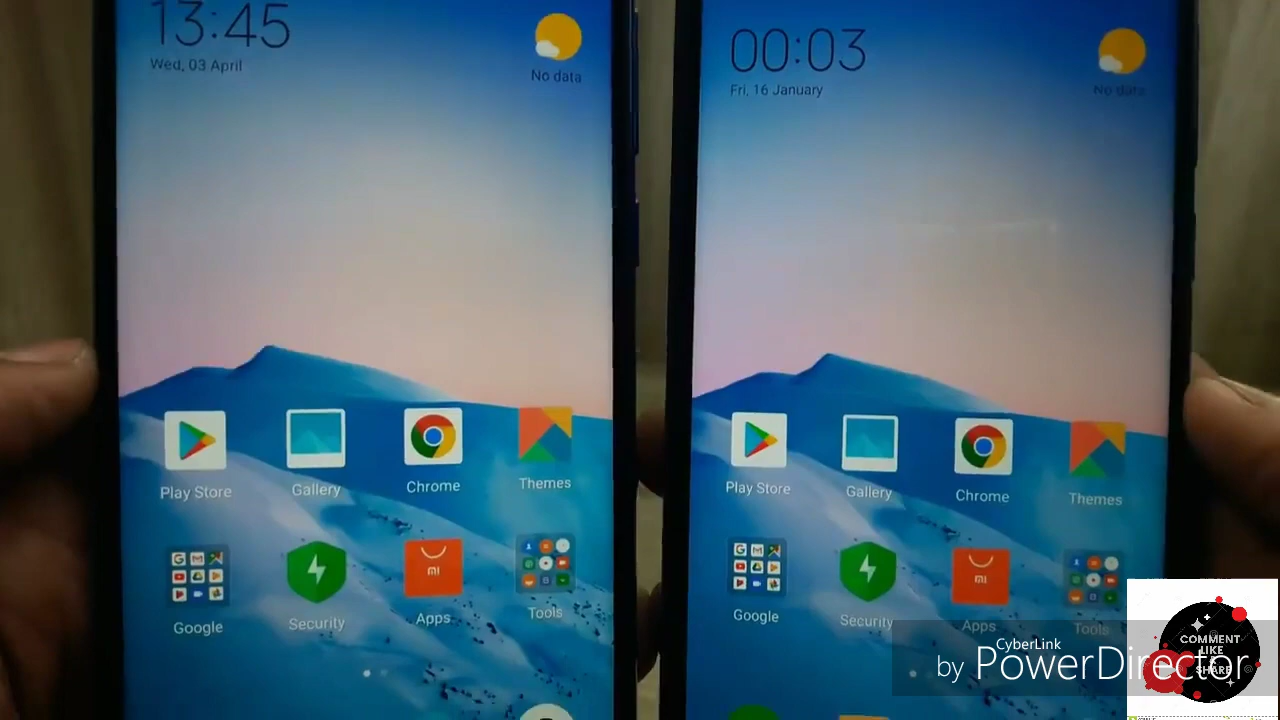 13:45
Wed, 03 April
No data
Play Store
Gallery
Chrome
Themes
Google
Security
mi
Apps
Tools
00:03
Fri, 16 January
No data
Play Store
Gallery
Chrome
Themes
Google
Security
mi
Apps
Tools
CyberLink
by PowerDirector
COMMENT
LIKE
SHARE